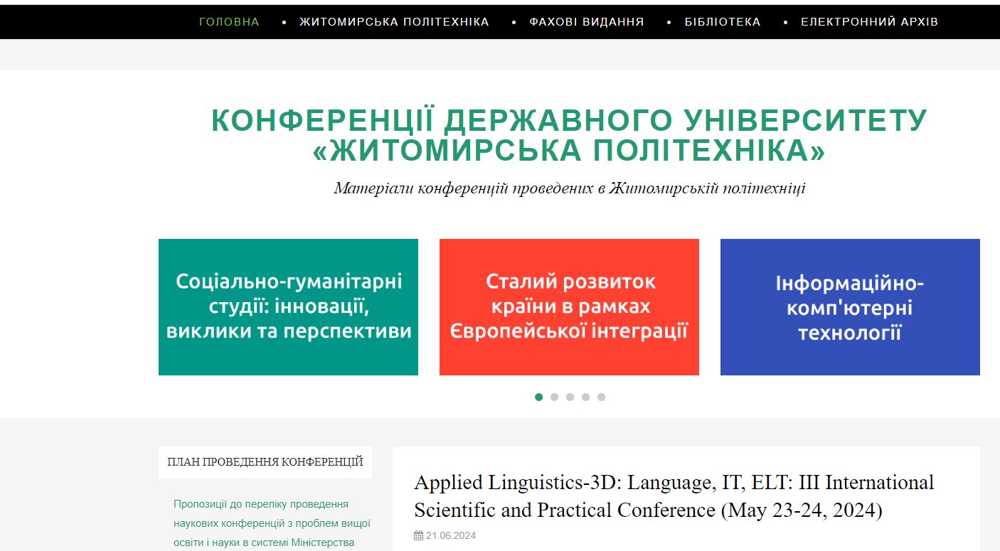 ГОЛОВНА • ЖИТОМИРСЬКА ПОЛІТЕХНІКА • ФАХОВІ ВИДАННЯ • БІБЛІОТЕКА • ЕЛЕКТРОННИЙ АРХІВ
КОНФЕРЕНЦІЇ ДЕРЖАВНОГО УНІВЕРСИТЕТУ
«ЖИТОМИРСЬКА ПОЛІТЕХНІКА»
Матеріали конференцій проведених в Житомирській політехніці
Соціально-гуманітарні
студії: інновації,
виклики та перспективи
Сталий розвиток
країни в рамках
Європейської інтеграції
Інформаційно-
комп'ютерні
технології
ПЛАН ПРОВЕДЕННЯ КОНФЕРЕНЦІЙ
Пропозиції до переліку проведення
наукових конференцій з проблем вищої
освіти і науки в системі Міністерства
Applied Linguistics-3D: Language, IT, ELT: III International
Scientific and Practical Conference (May 23-24, 2024)
21.06.2024